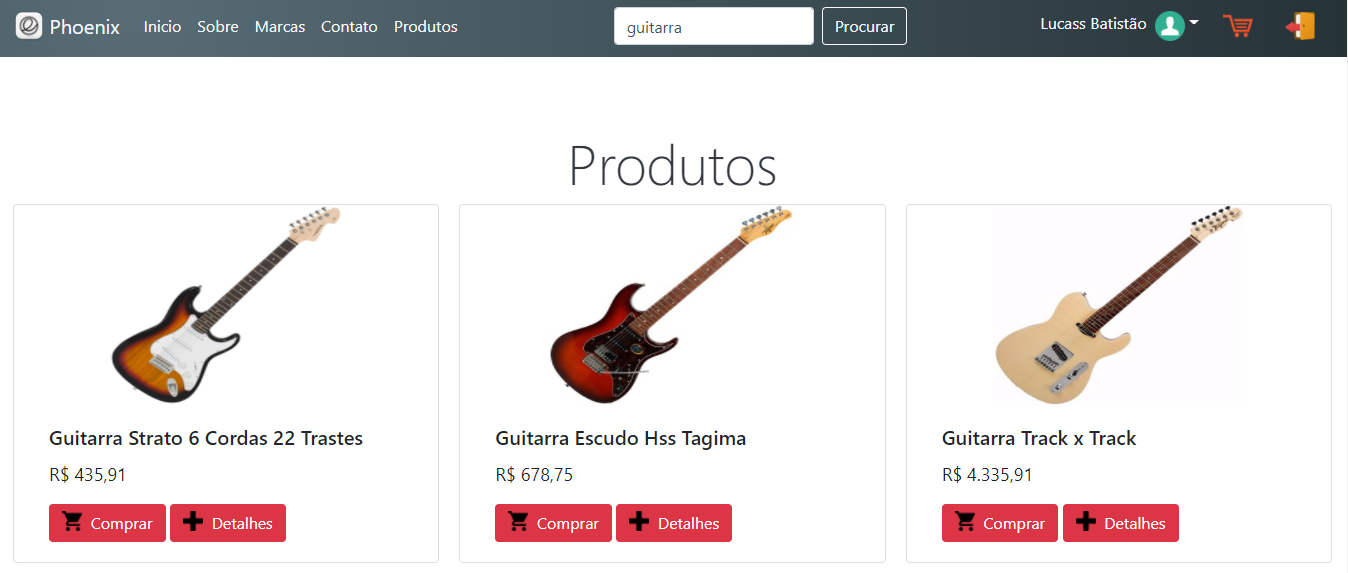 Phoenix Inicio Sobre Marcas Contato Produtos guitarra Procurar Lucass Batistão
Produtos
Guitarra Strato 6 Cordas 22 Trastes
R$ 435,91
Comprar Detalhes
Guitarra Escudo Hss Tagima
R$ 678,75
Comprar Detalhes
Guitarra Track x Track
R$ 4.335,91
Comprar Detalhes